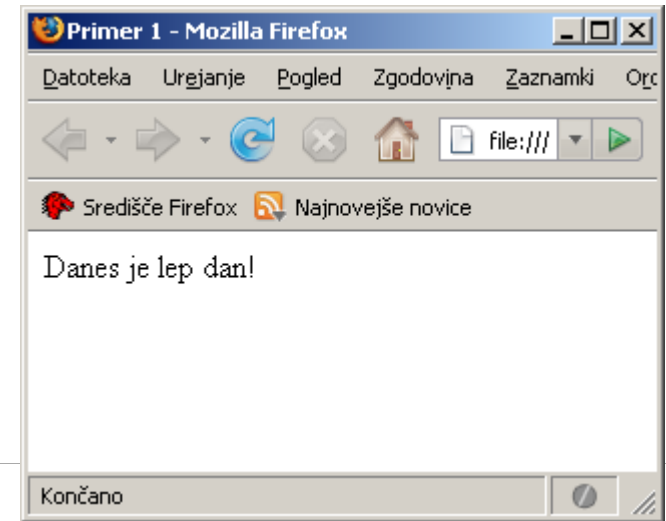 Primer 1 - Mozilla Firefox
Datoteka Urejanje Pogled Zgodovina Zaznamki
file:///
Središče Firefox Najnovejše novice
Danes je lep dan!
Končano